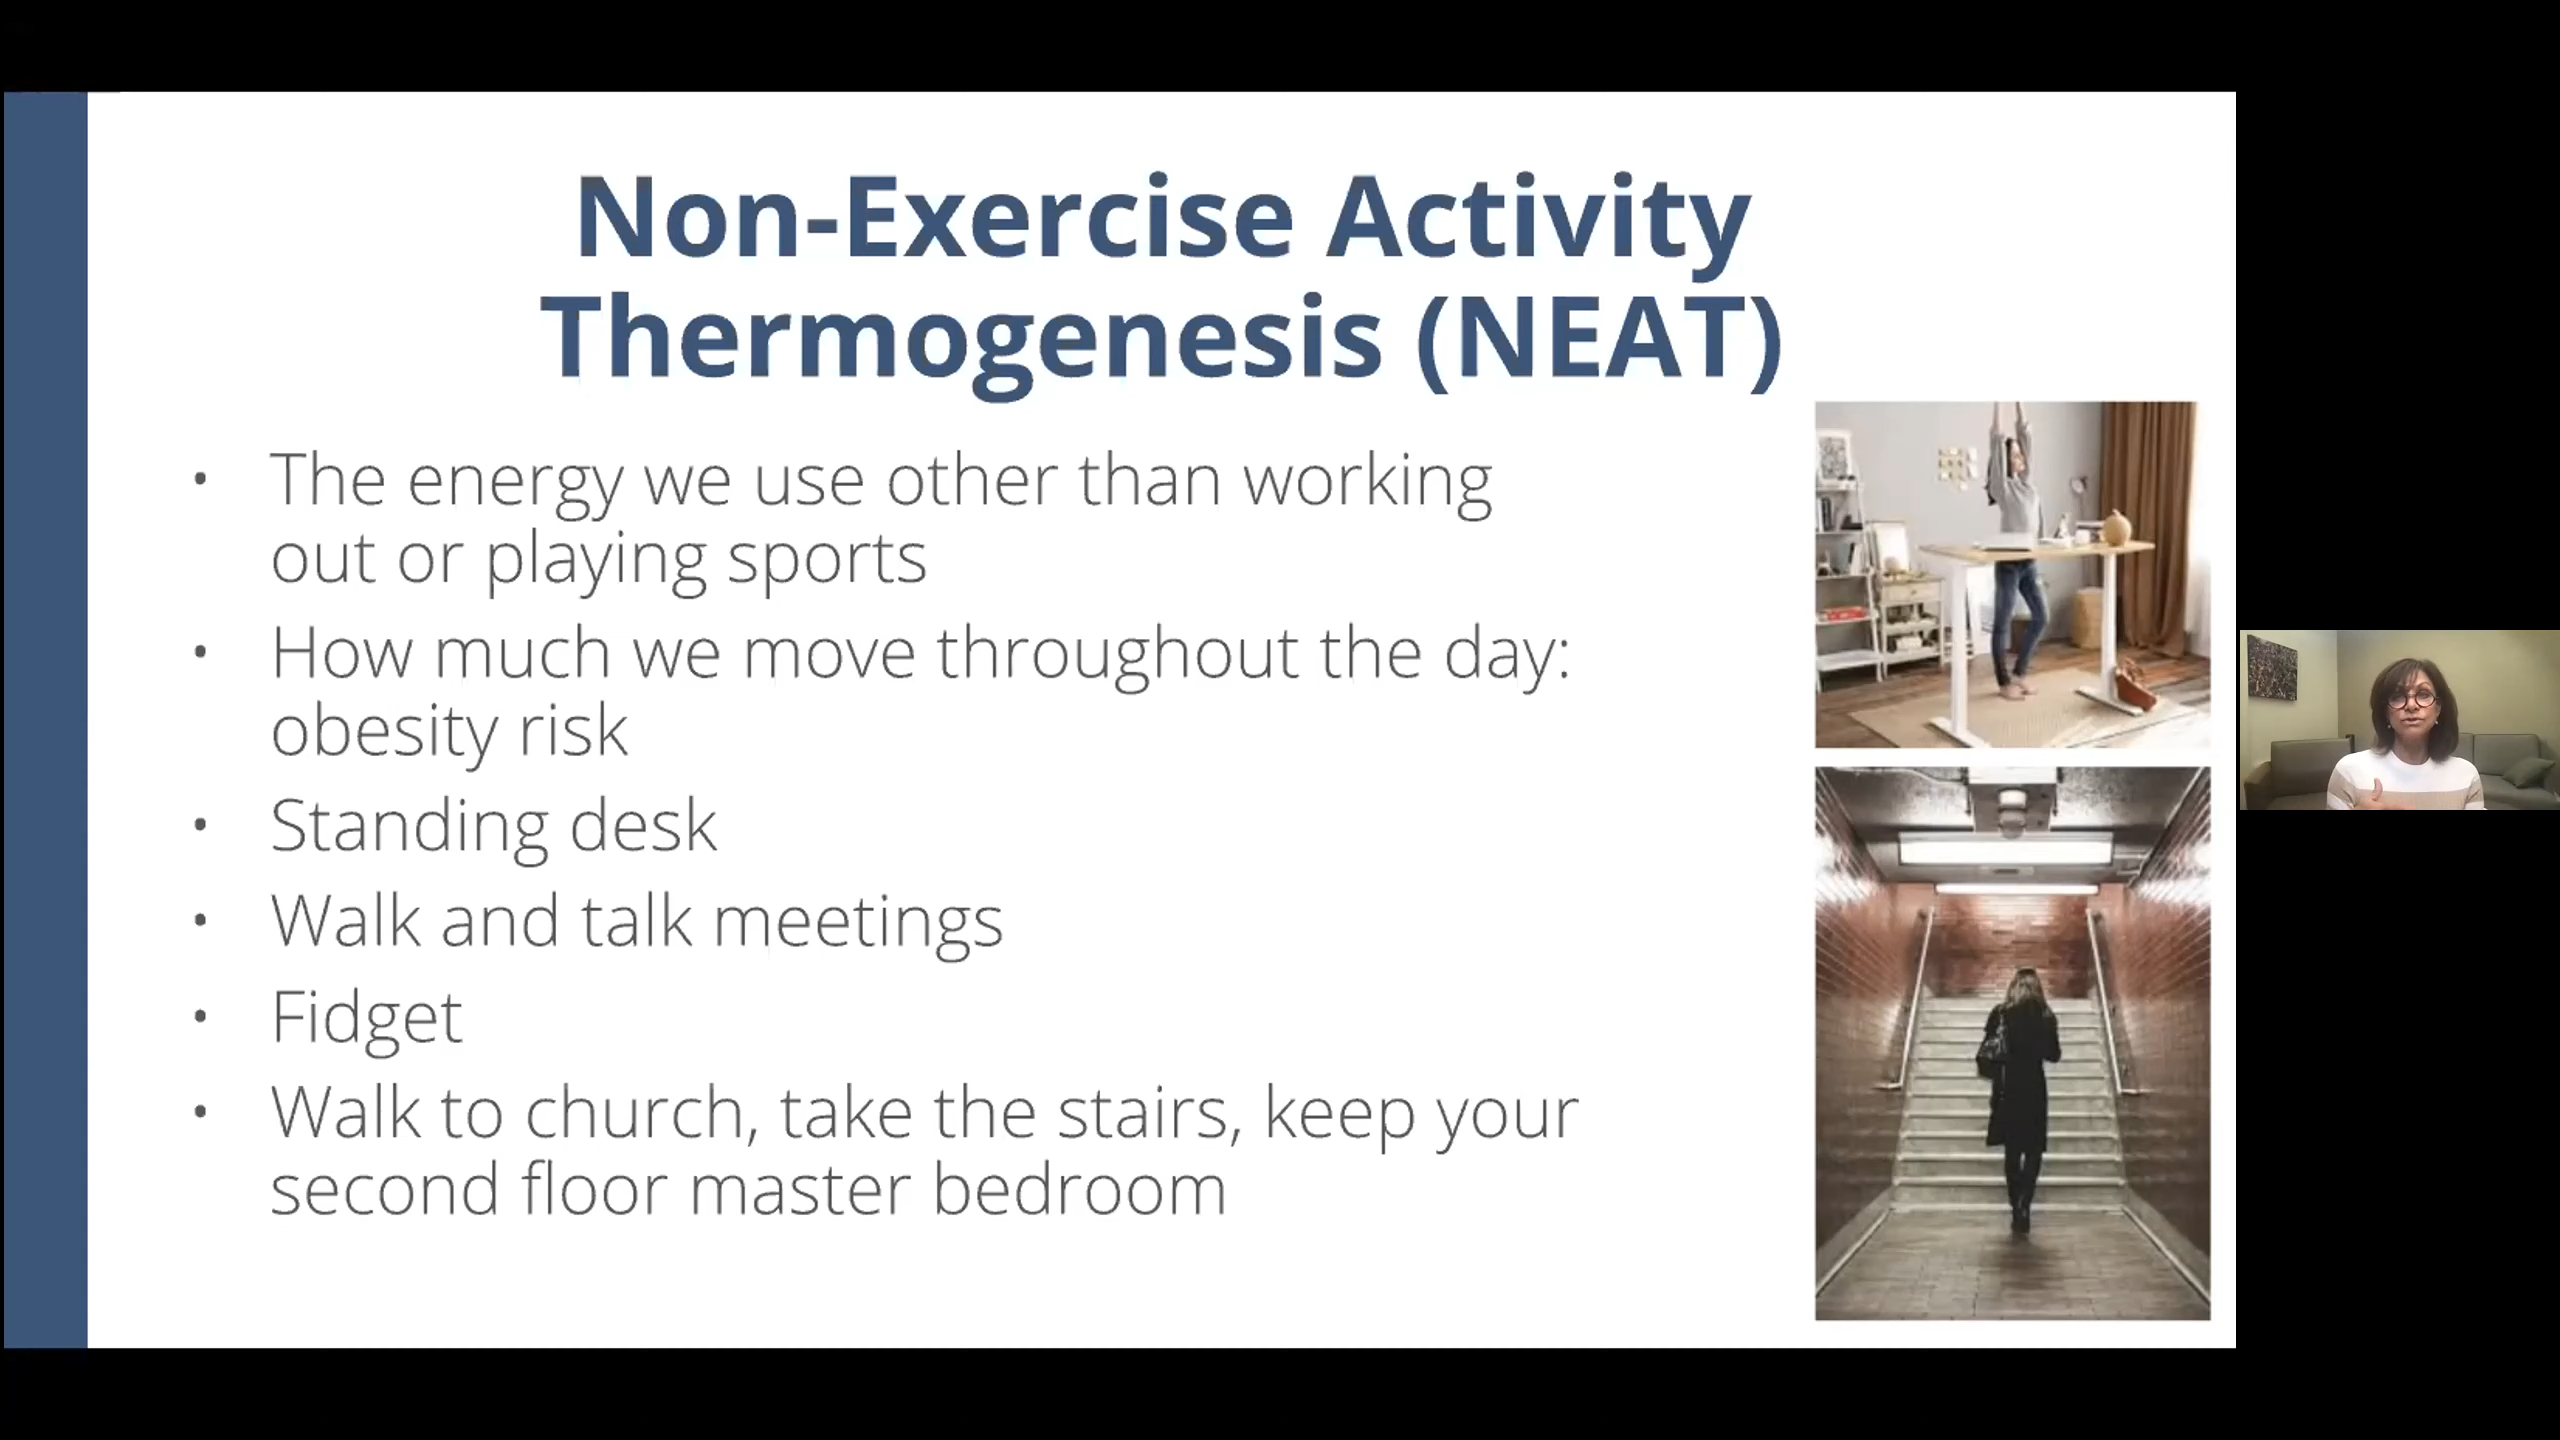 Non-Exercise Activity
Thermogenesis (NEAT)
• The energy we use other than working
out or playing sports
• How much we move throughout the day:
obesity risk
• Standing desk
• Walk and talk meetings
• Fidget
• Walk to church, take the stairs, keep your
second floor master bedroom